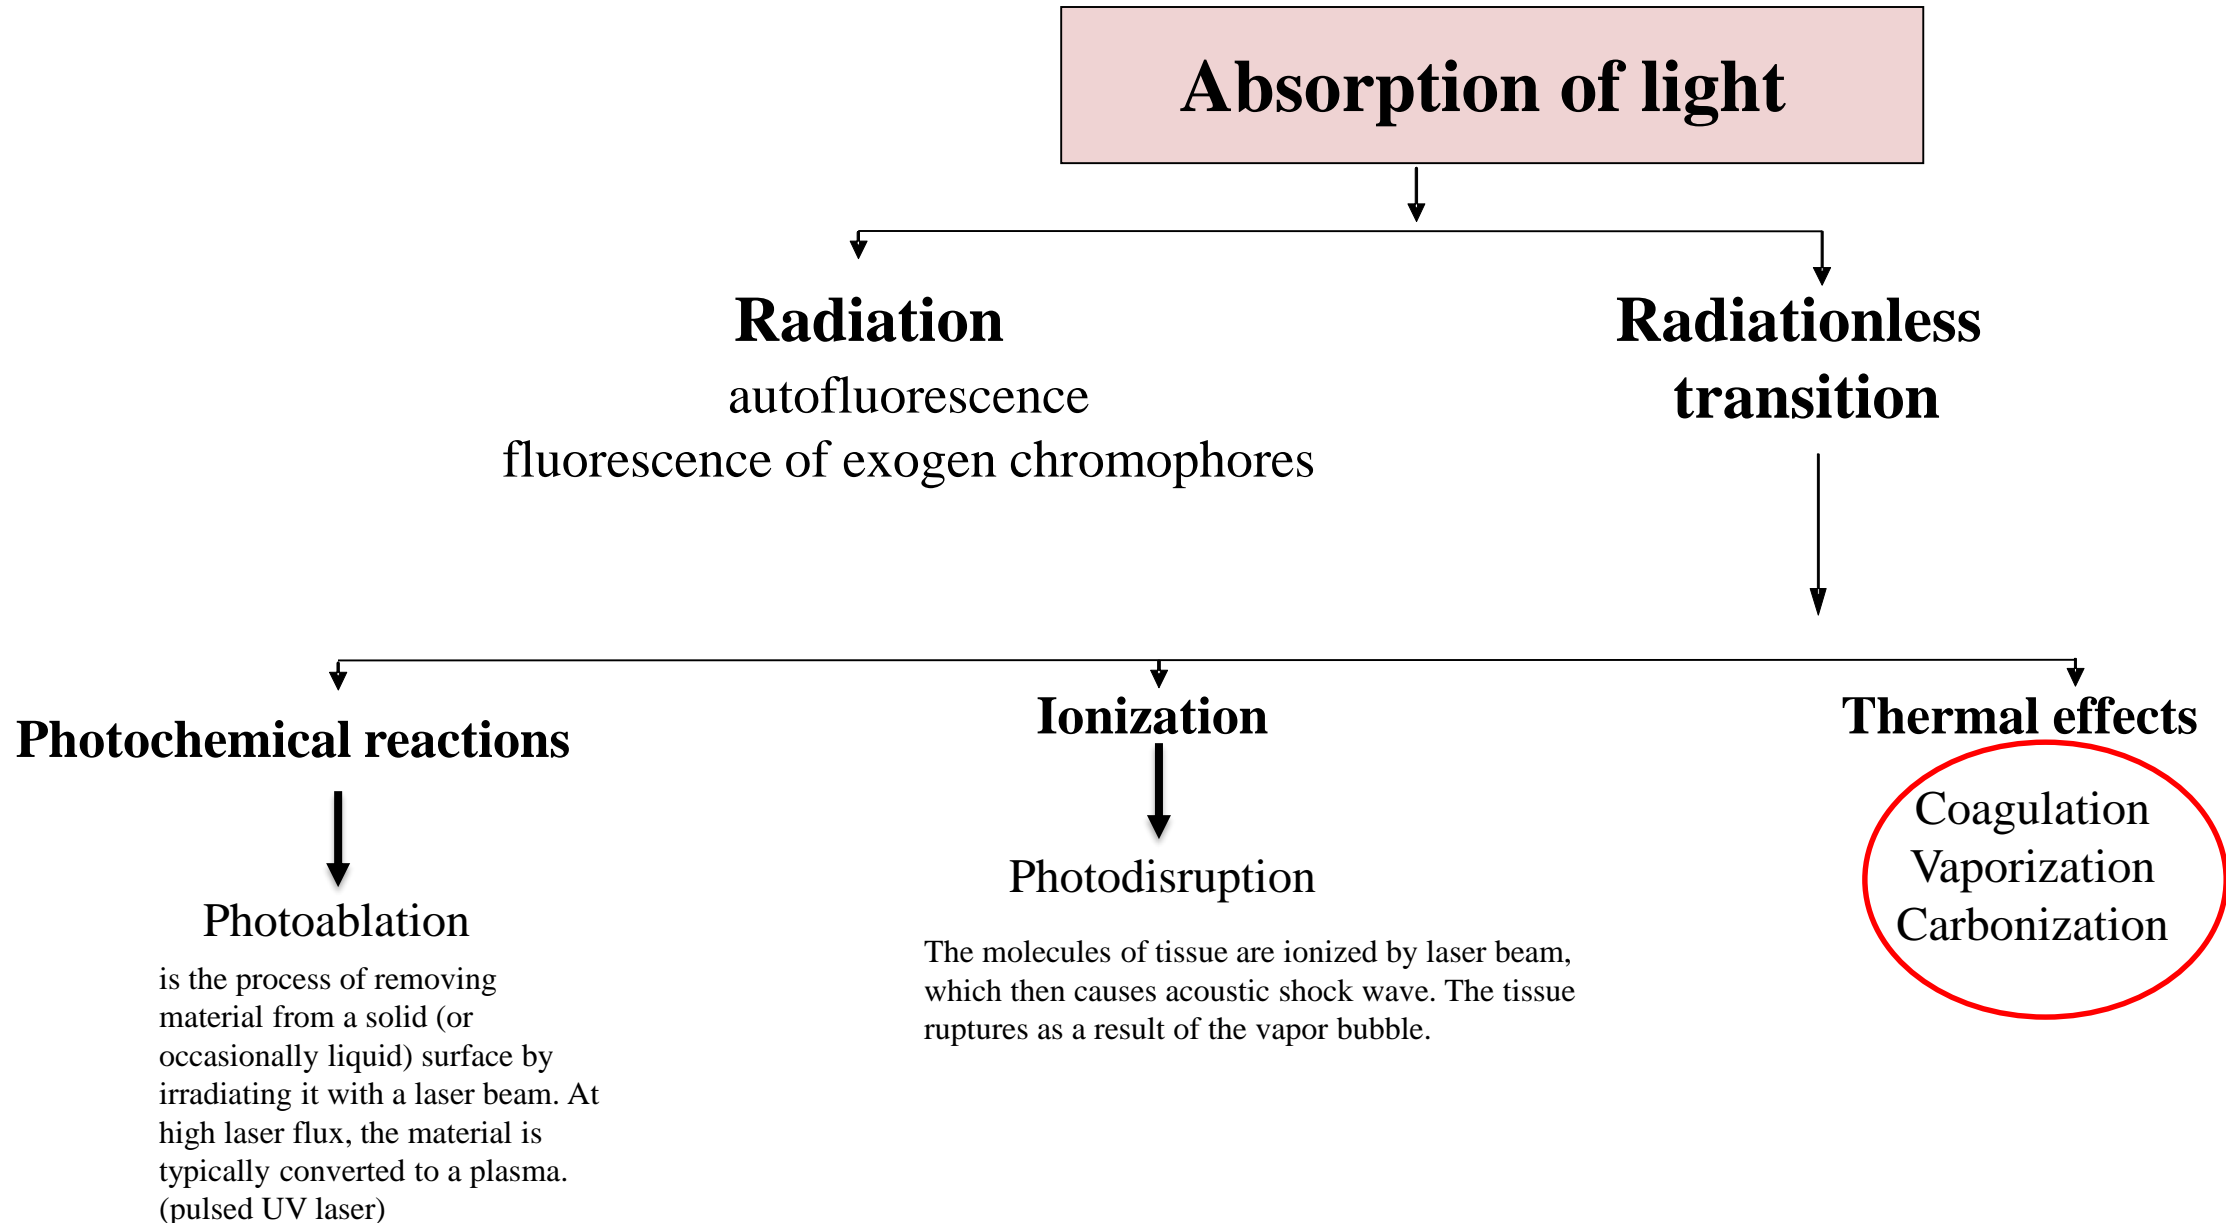 Absorption of light
Radiation
autofluorescence
fluorescence of exogen chromophores
Radiationless
transition
Photochemical reactions
Photoablation
is the process of removing
material from a solid (or
occasionally liquid) surface by
irradiating it with a laser beam. At
high laser flux, the material is
typically converted to a plasma.
(pulsed UV laser)
Ionization
Photodisruption
The molecules of tissue are ionized by laser beam,
which then causes acoustic shock wave. The tissue
ruptures as a result of the vapor bubble.
Thermal effects
Coagulation
Vaporization
Carbonization